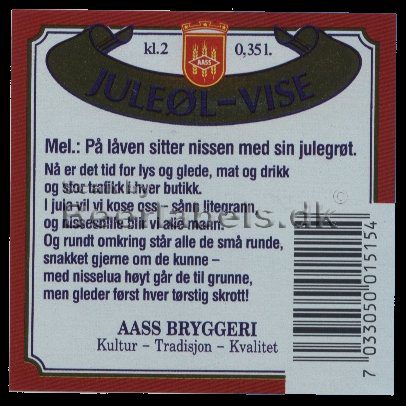 kl.2 0,35 l.
AASS
JULEØL-VISE
Mel.: På låven sitter nissen med sin julegrøt.
Nå er det tid for lys og glede, mat og drikk
og stor trafikk i hver butikk.
I jula vil vi kose oss – sånn litegrann,
og nissesnille blir vi alle mann.
Og rundt omkring står alle de små runde,
snakket gjerne om de kunne –
med nisselua høyt går de til grunne,
men gleder først hver tørstig skrott!
AASS BRYGGERI
Kultur – Tradisjon – Kvalitet
7 033050 015154
Beerlabels.dk